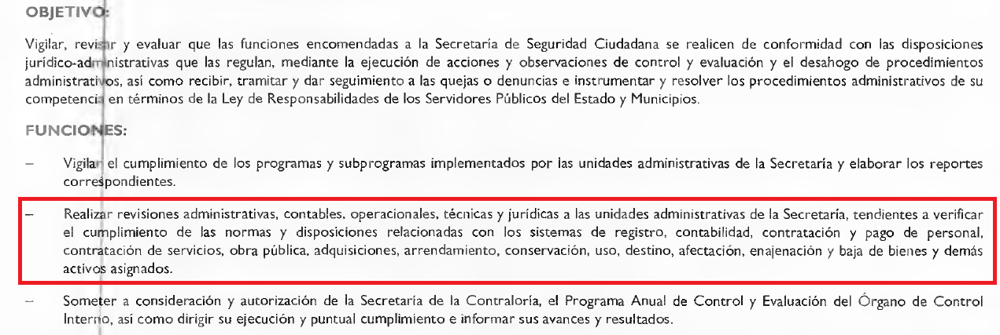 OBJETIVO:
Vigilar, revisar y evaluar que las funciones encomendadas a la Secretaría de Seguridad Ciudadana se realicen de conformidad con las disposiciones
jurídico-administrativas que las regulan, mediante la ejecución de acciones y observaciones de control y evaluación y el desahogo de procedimientos
administrativos, así como recibir, tramitar y dar seguimiento a las quejas o denuncias e instrumentar y resolver los procedimientos administrativos de su
competencia en términos de la Ley de Responsabilidades de los Servidores Públicos del Estado y Municipios.
FUNCIONES:
– Vigilar el cumplimiento de los programas y subprogramas implementados por las unidades administrativas de la Secretaría y elaborar los reportes
correspondientes.
– Realizar revisiones administrativas, contables, operacionales, técnicas y jurídicas a las unidades administrativas de la Secretaría, tendientes a verificar
el cumplimiento de las normas y disposiciones relacionadas con los sistemas de registro, contabilidad, contratación y pago de personal,
contratación de servicios, obra pública, adquisiciones, arrendamiento, conservación, uso, destino, afectación, enajenación y baja de bienes y demás
activos asignados.
– Someter a consideración y autorización de la Secretaría de la Contraloría, el Programa Anual de Control y Evaluación del Órgano de Control
Interno, así como dirigir su ejecución y puntual cumplimiento e informar sus avances y resultados.